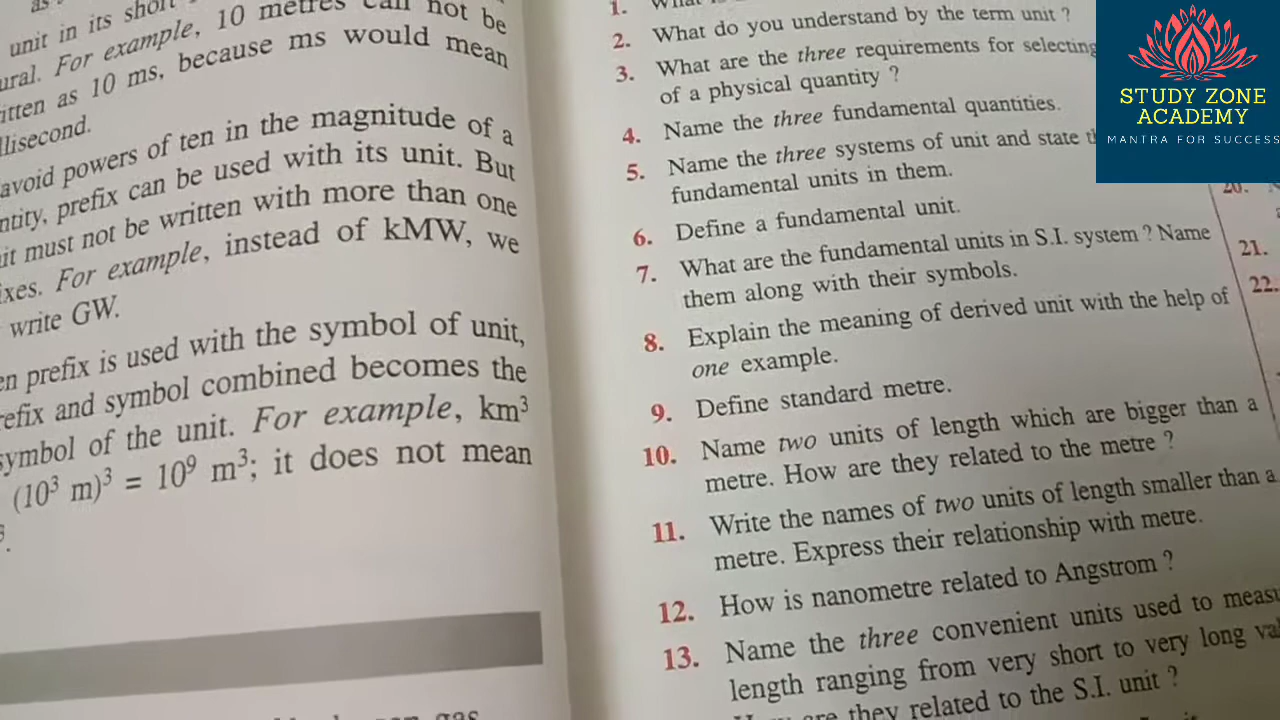 unit in its short
ural. For example, 10 metres can not be
itten as 10 ms, because ms would mean
llisecond.
avoid powers of ten in the magnitude of a
ntity, prefix can be used with its unit. But
it must not be written with more than one
ixes. For example, instead of kMW, we
write GW.
en prefix is used with the symbol of unit,
refix and symbol combined becomes the
symbol of the unit. For example, km³
(10³ m)³ = 10⁹ m³; it does not mean
gas
1. What
2. What do you understand by the term unit ?
3. What are the three requirements for selecting
of a physical quantity ?
4. Name the three fundamental quantities.
5. Name the three systems of unit and state
fundamental units in them.
6. Define a fundamental unit.
7. What are the fundamental units in S.I. system ? Name
them along with their symbols.
8. Explain the meaning of derived unit with the help of
one example.
9. Define standard metre.
10. Name two units of length which are bigger than a
metre. How are they related to the metre ?
11. Write the names of two units of length smaller than a
metre. Express their relationship with metre.
12. How is nanometre related to Angstrom ?
13. Name the three convenient units used to meas
length ranging from very short to very long va
are they related to the S.I. unit ?
20.
21.
22.
STUDY ZONE
ACADEMY
MANTRA FOR SUCCESS